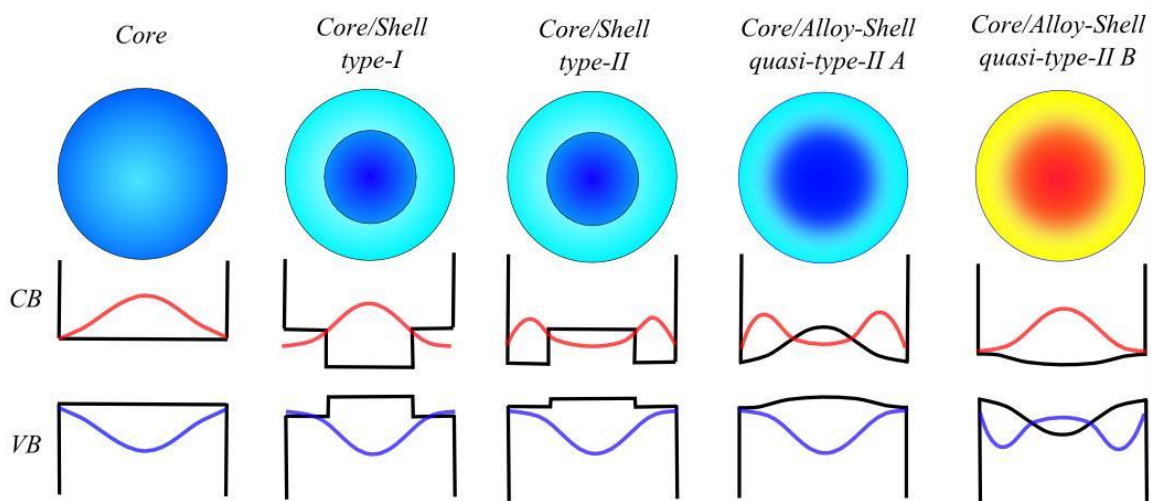 Core
Core/Shell
type-I
Core/Shell
type-II
Core/Alloy-Shell
quasi-type-II A
Core/Alloy-Shell
quasi-type-II B
CB
VB